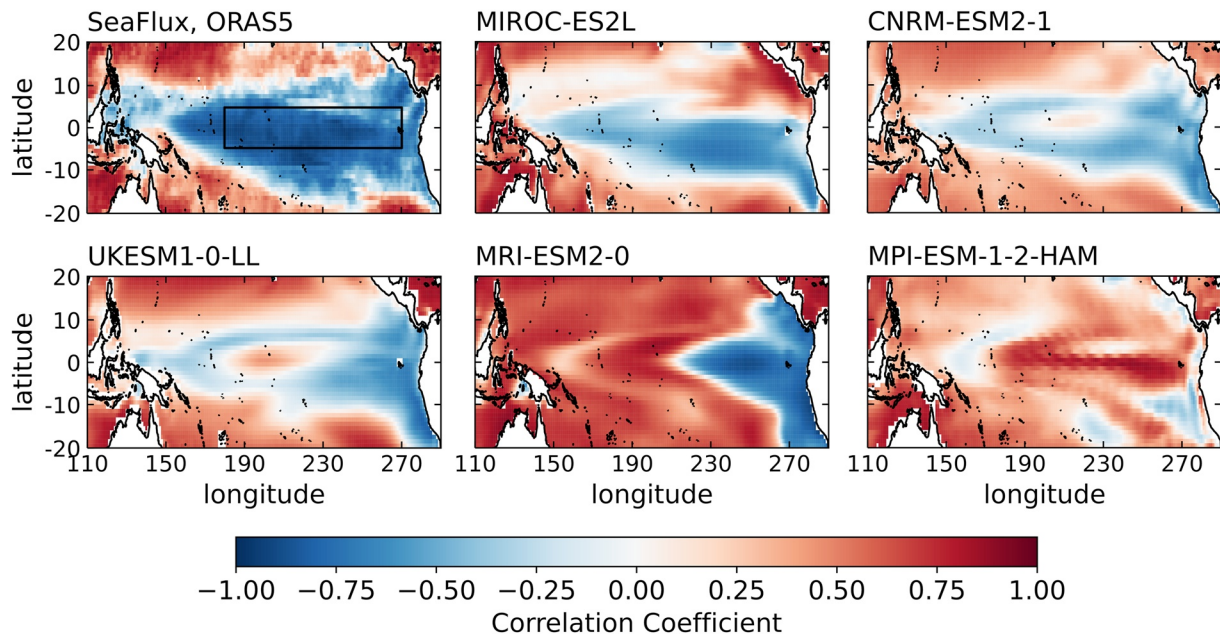 SeaFlux, ORAS5
MIROC-ES2L
CNRM-ESM2-1
20
10
0
-10
-20
latitude
UKESM1-0-LL
MRI-ESM2-0
MPI-ESM-1-2-HAM
20
10
0
-10
-20
latitude
110 150 190 230 270
110 150 190 230 270
110 150 190 230 270
longitude
longitude
longitude
−1.00 −0.75 −0.50 −0.25 0.00 0.25 0.50 0.75 1.00
Correlation Coefficient